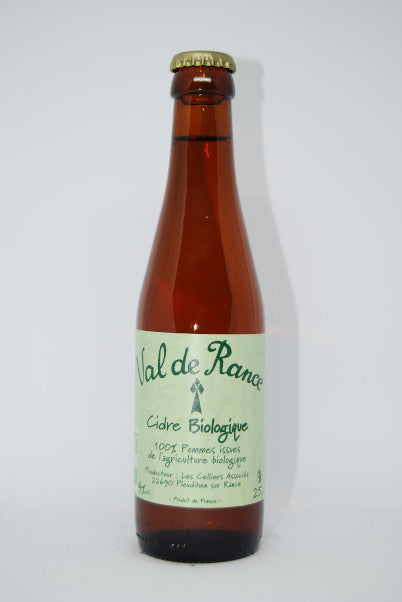 Val de Rance
Cidre Biologique
100% Pommes issues
de l'agriculture biologique
Producteur : Les Celliers Associés
22690 Pleudihen sur Rance
- Produit de France -